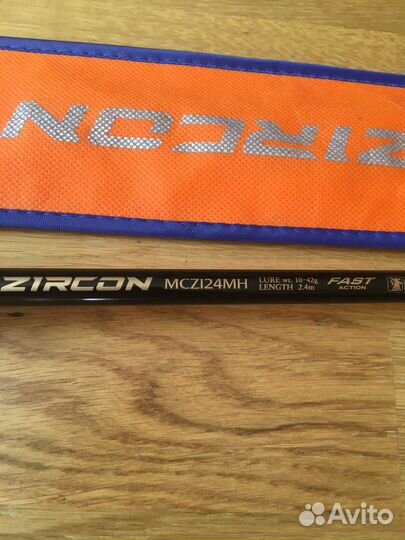 ZIRCON
ZIRCON MCZI24MH LURE wt. 10-42g FAST
LENGTH 2.4m ACTION
Avito